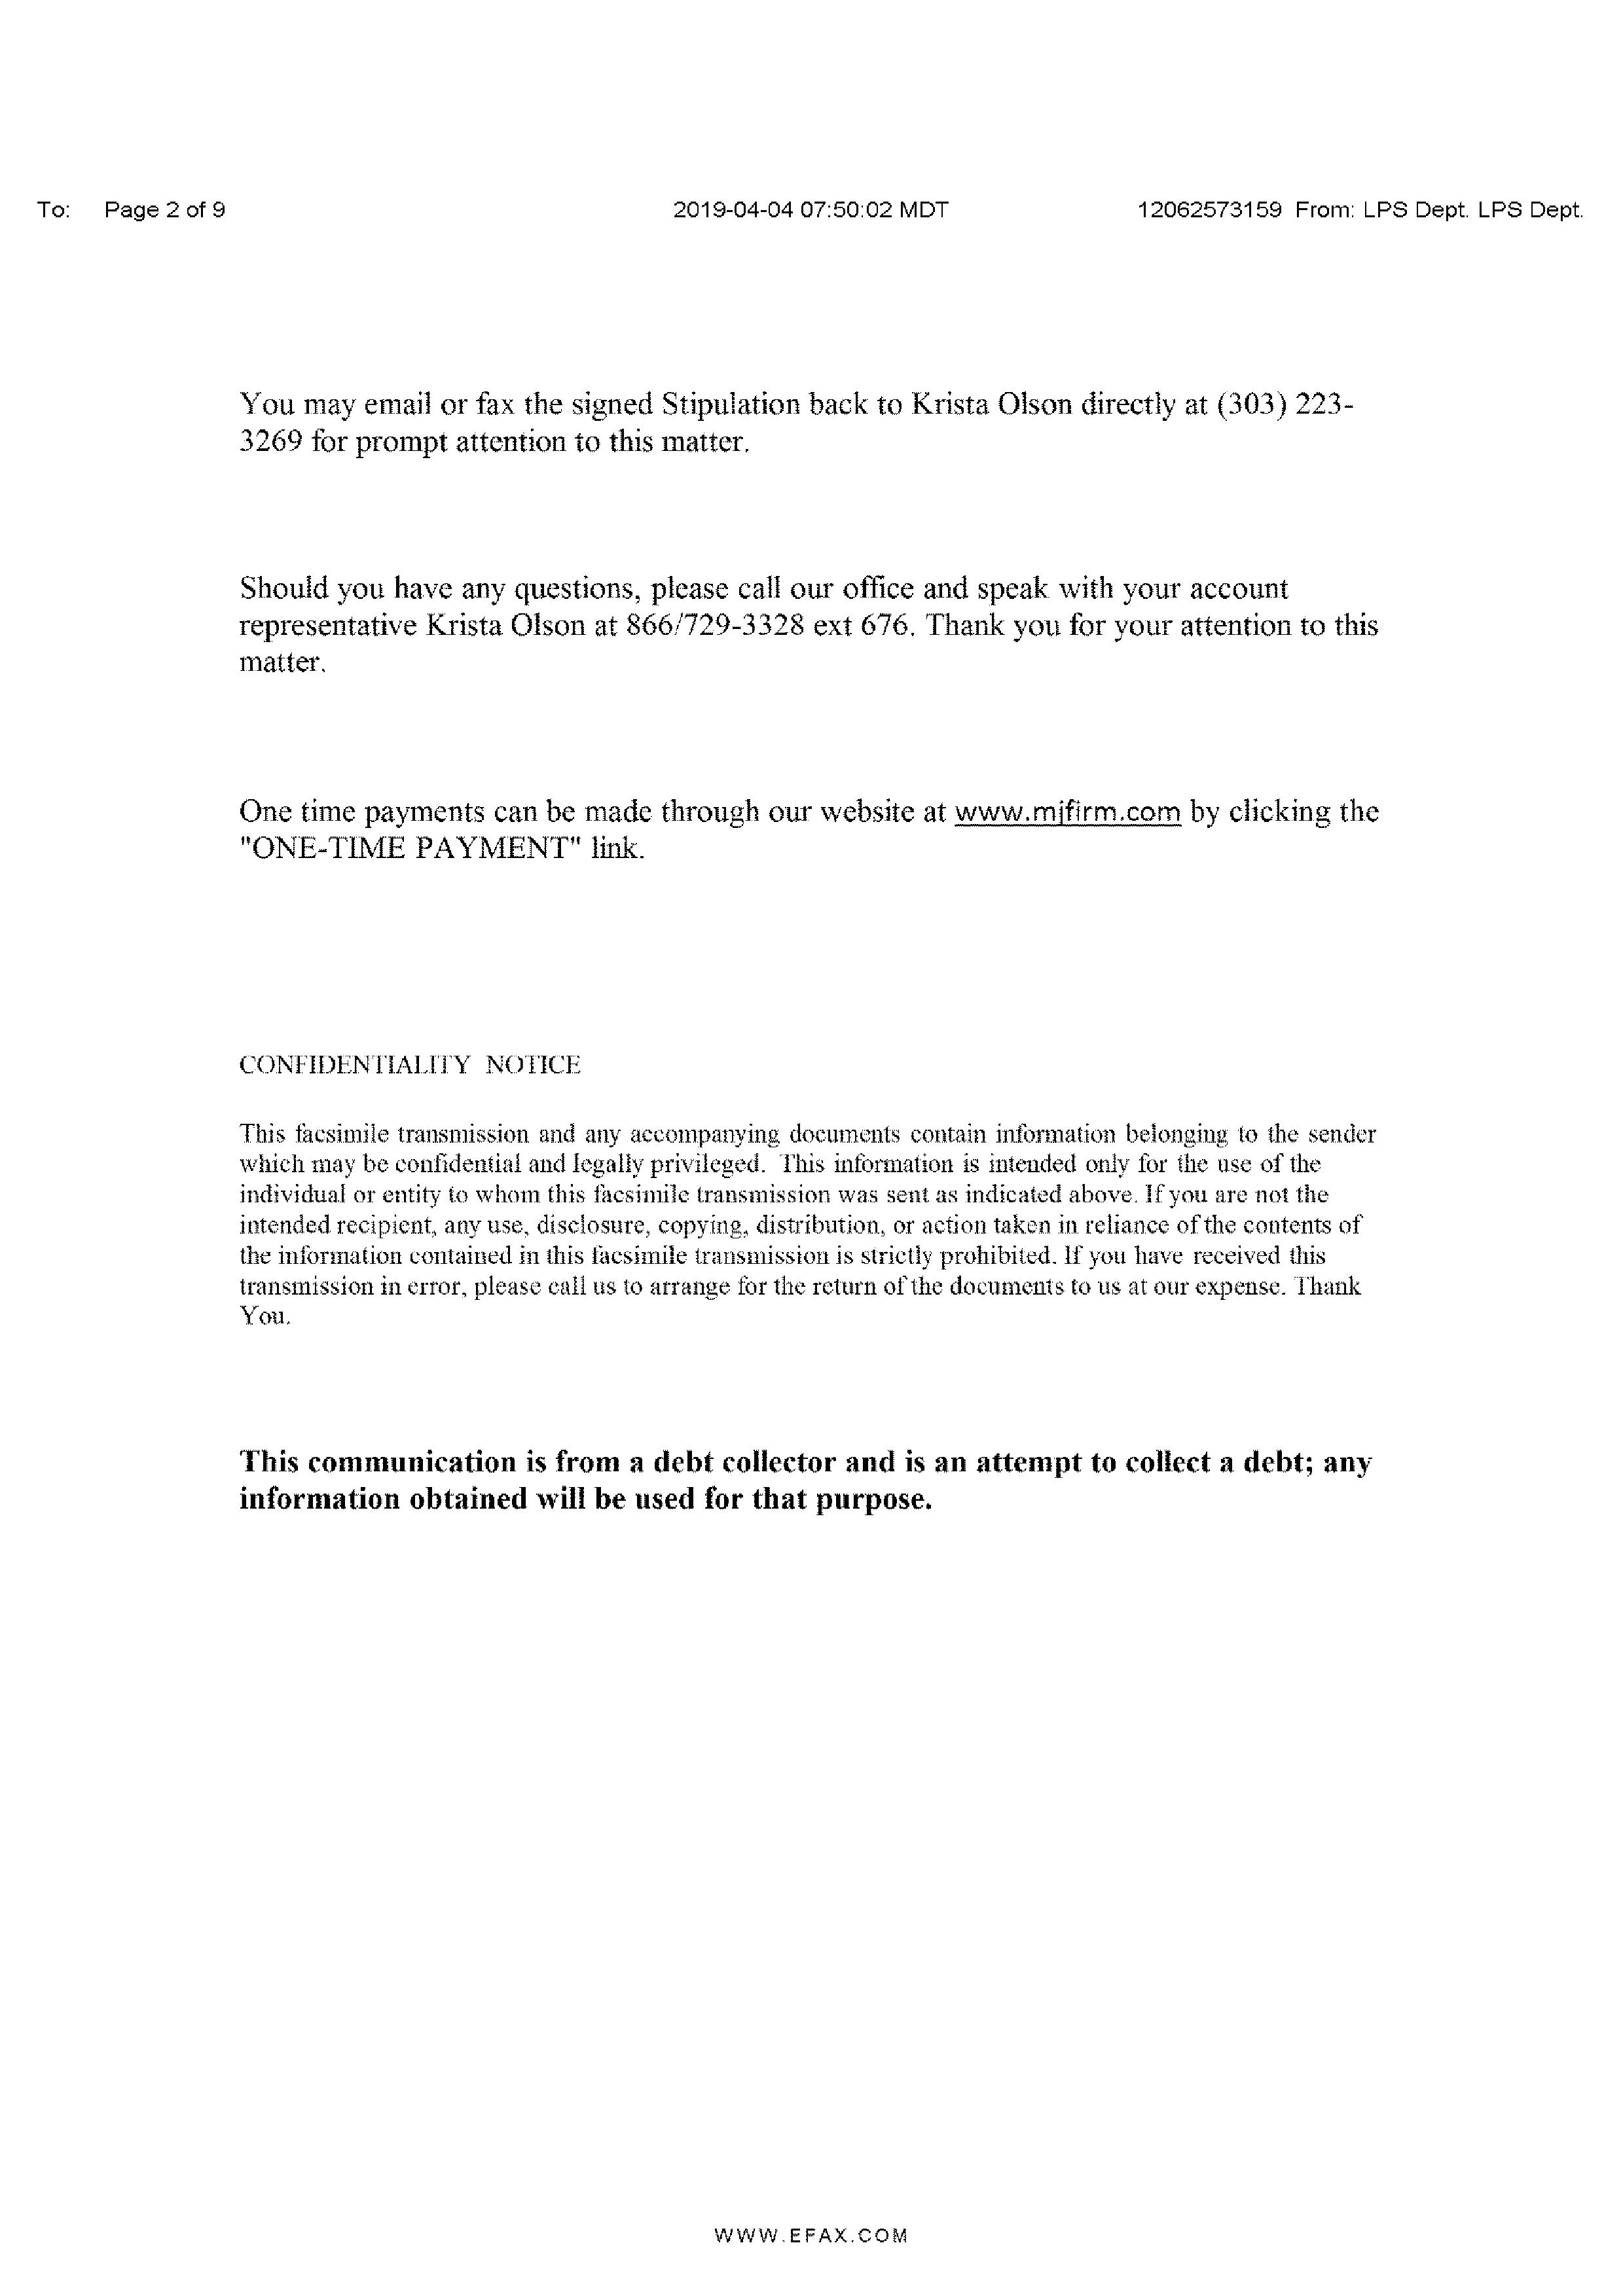 To: Page 2 of 9 2019-04-04 07:50:02 MDT 12062573159 From: LPS Dept. LPS Dept.
You may email or fax the signed Stipulation back to Krista Olson directly at (303) 223-
3269 for prompt attention to this matter.
Should you have any questions, please call our office and speak with your account
representative Krista Olson at 866/729-3328 ext 676. Thank you for your attention to this
matter.
One time payments can be made through our website at www.mjfirm.com by clicking the
"ONE-TIME PAYMENT" link.
CONFIDENTIALITY NOTICE
This facsimile transmission and any accompanying documents contain information belonging to the sender
which may be confidential and legally privileged. This information is intended only for the use of the
individual or entity to whom this facsimile transmission was sent as indicated above. If you are not the
intended recipient, any use, disclosure, copying, distribution, or action taken in reliance of the contents of
the information contained in this facsimile transmission is strictly prohibited. If you have received this
transmission in error, please call us to arrange for the return of the documents to us at our expense. Thank
You.
This communication is from a debt collector and is an attempt to collect a debt; any
information obtained will be used for that purpose.
WWW.EFAX.COM